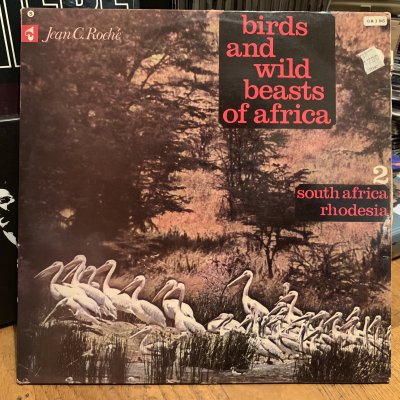 Jean C. Roché
birds
and
wild
beasts
of africa
2
south africa
rhodesia